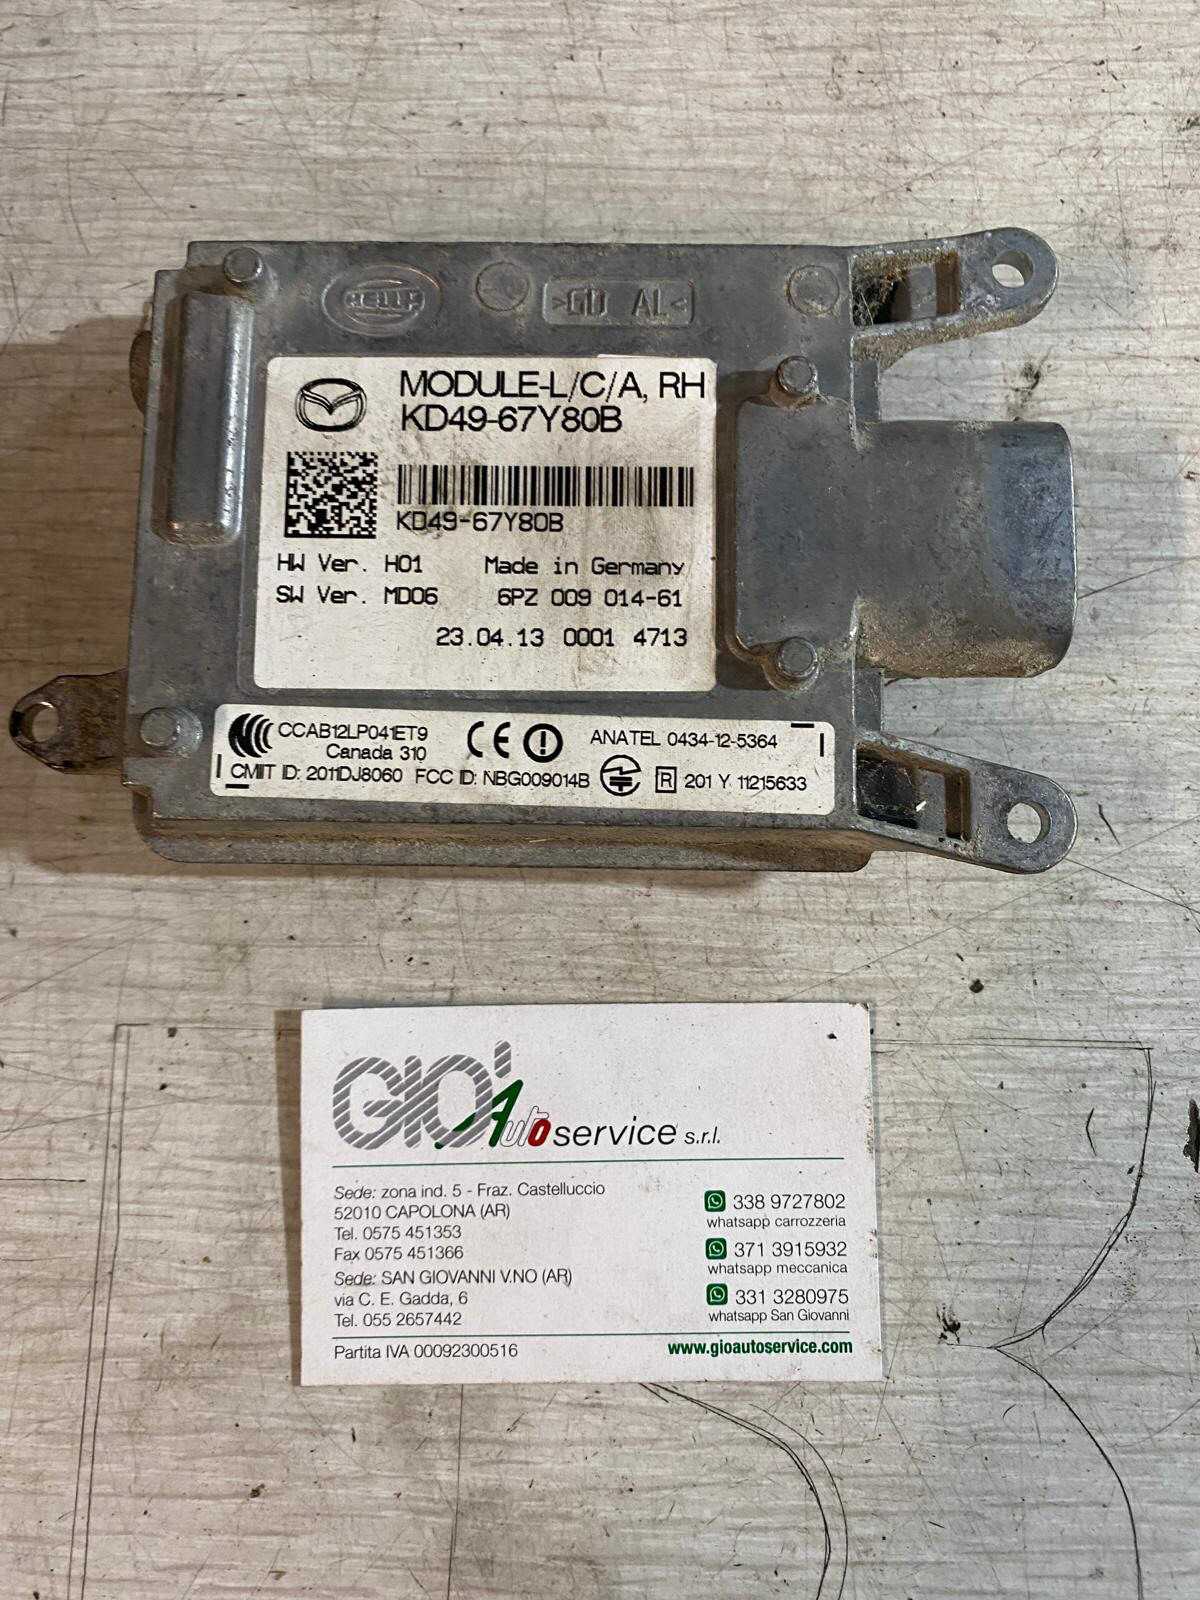 HELLA
>GD AL<
MODULE-L/C/A, RH
KD49-67Y80B
KD49-67Y80B
HW Ver. H01 Made in Germany
SW Ver. MD06 6PZ 009 014-61
23.04.13 0001 4713
CCAB12LP041ET9 CE ANATEL 0434-12-5364
Canada 310
CMIIT ID: 2011DJ8060 FCC ID: NBG009014B R 201 Y 11215633
GIO' Auto service s.r.l.
Sede: zona ind. 5 - Fraz. Castelluccio
52010 CAPOLONA (AR)
Tel. 0575 451353
Fax 0575 451366
Sede: SAN GIOVANNI V.NO (AR)
via C. E. Gadda, 6
Tel. 055 2657442
338 9727802
whatsapp carrozzeria
371 3915932
whatsapp meccanica
331 3280975
whatsapp San Giovanni
Partita IVA 00092300516
www.gioautoservice.com